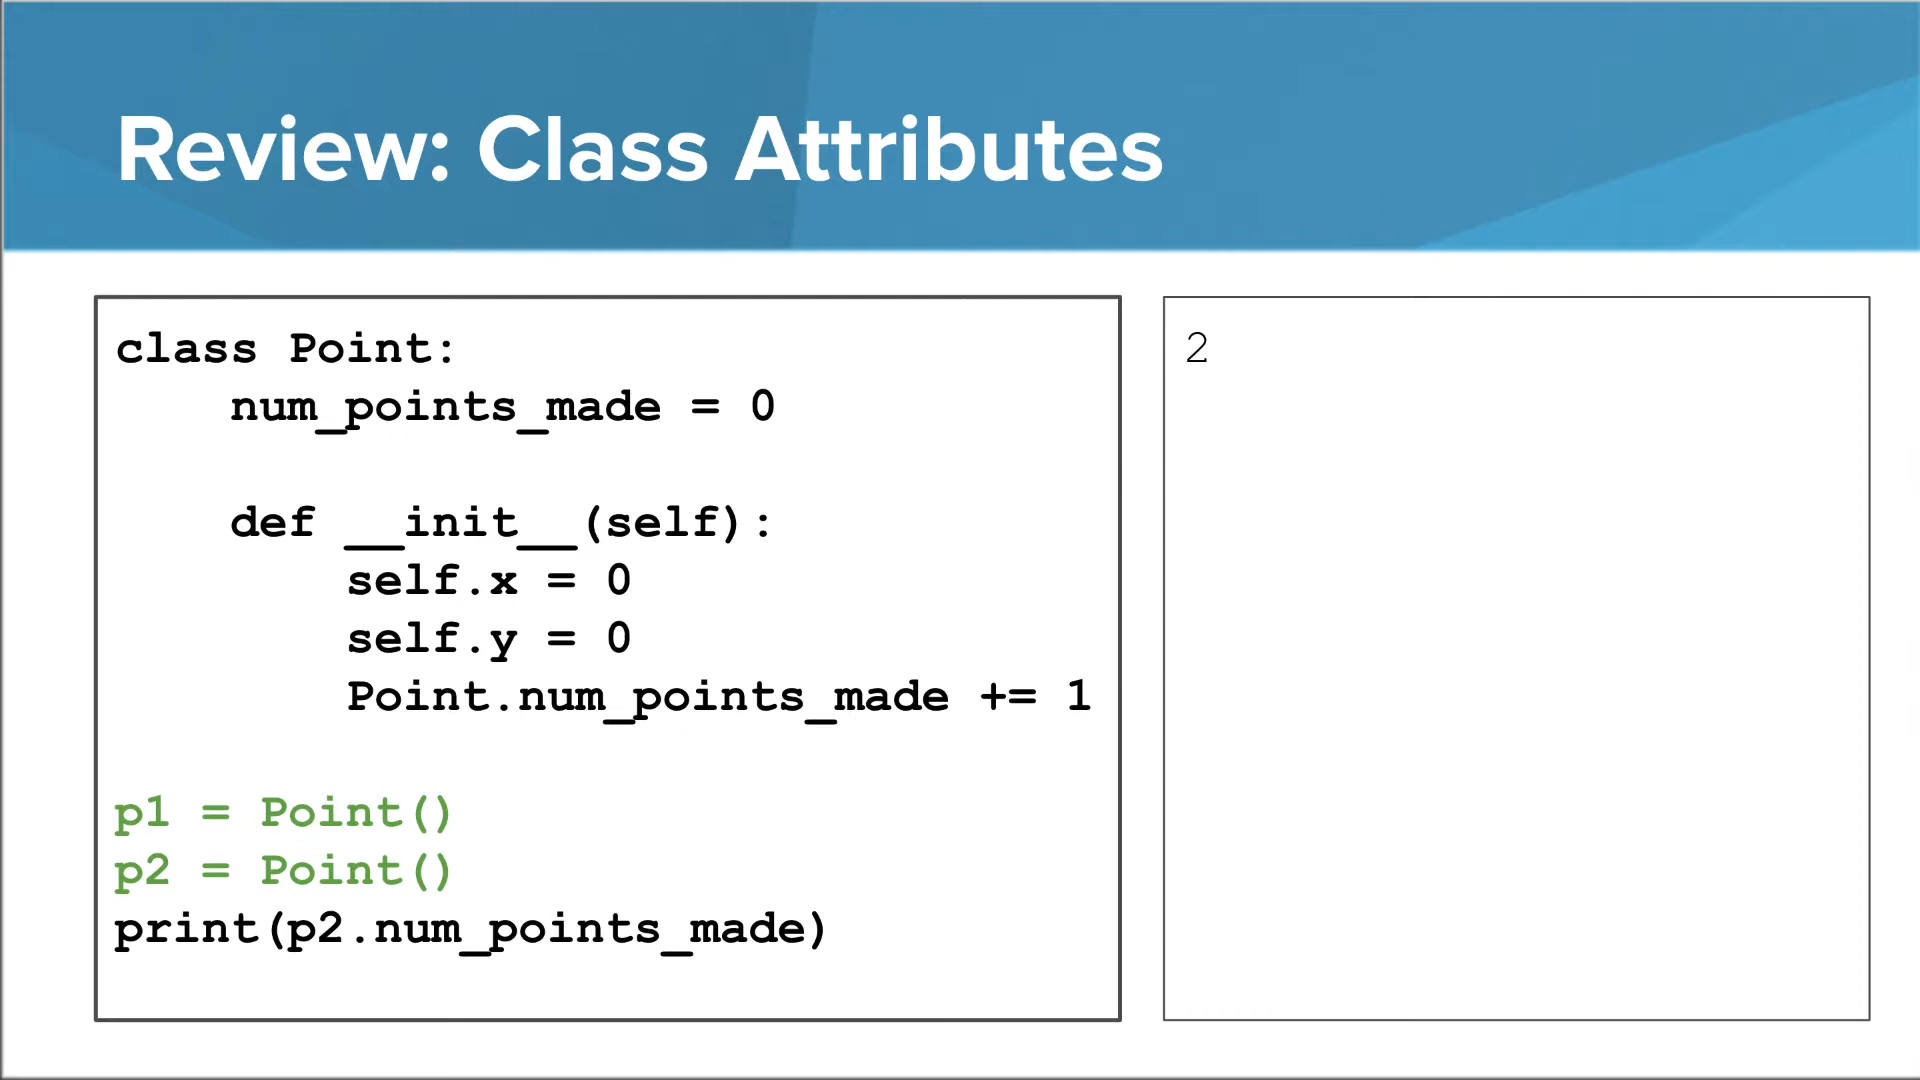 Review: Class Attributes
class Point:
    num_points_made = 0
    def __init__(self):
        self.x = 0
        self.y = 0
        Point.num_points_made += 1
p1 = Point()
p2 = Point()
print(p2.num_points_made)
2